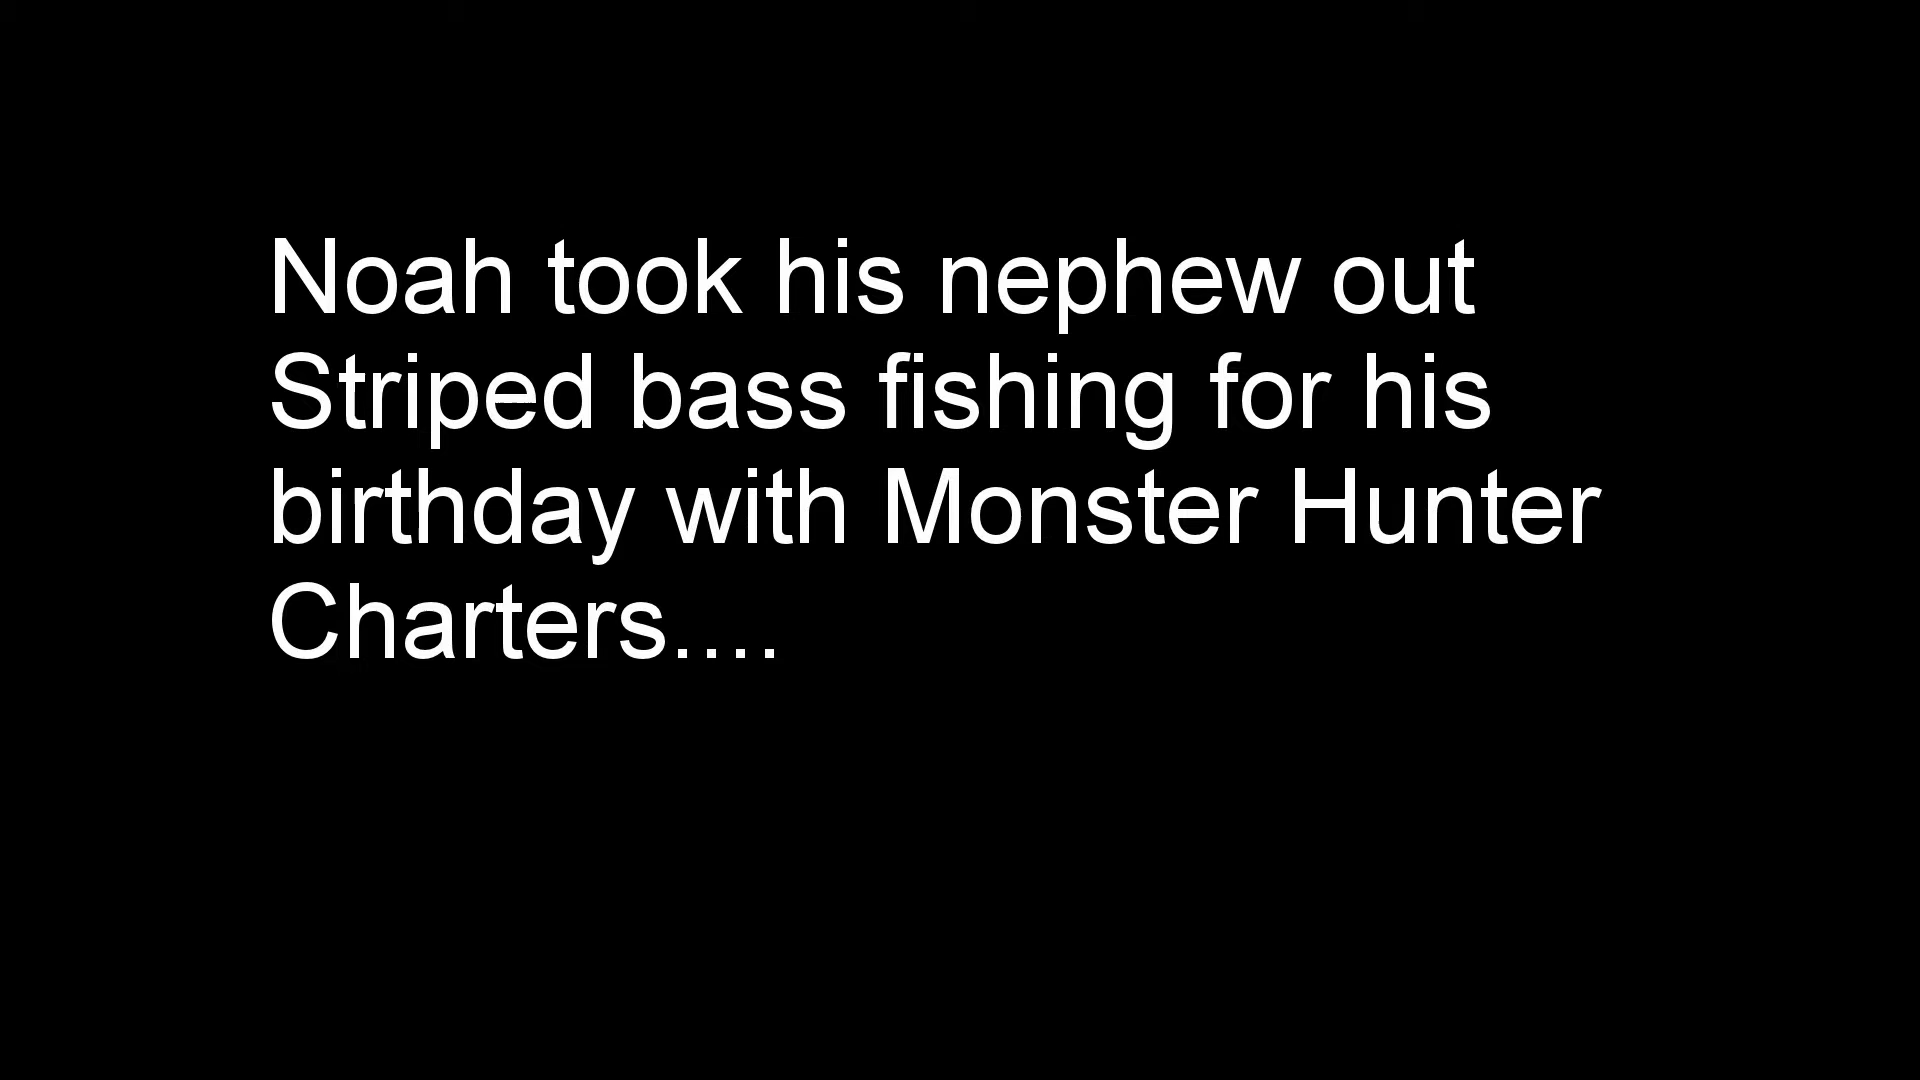 Noah took his nephew out
Striped bass fishing for his
birthday with Monster Hunter
Charters....